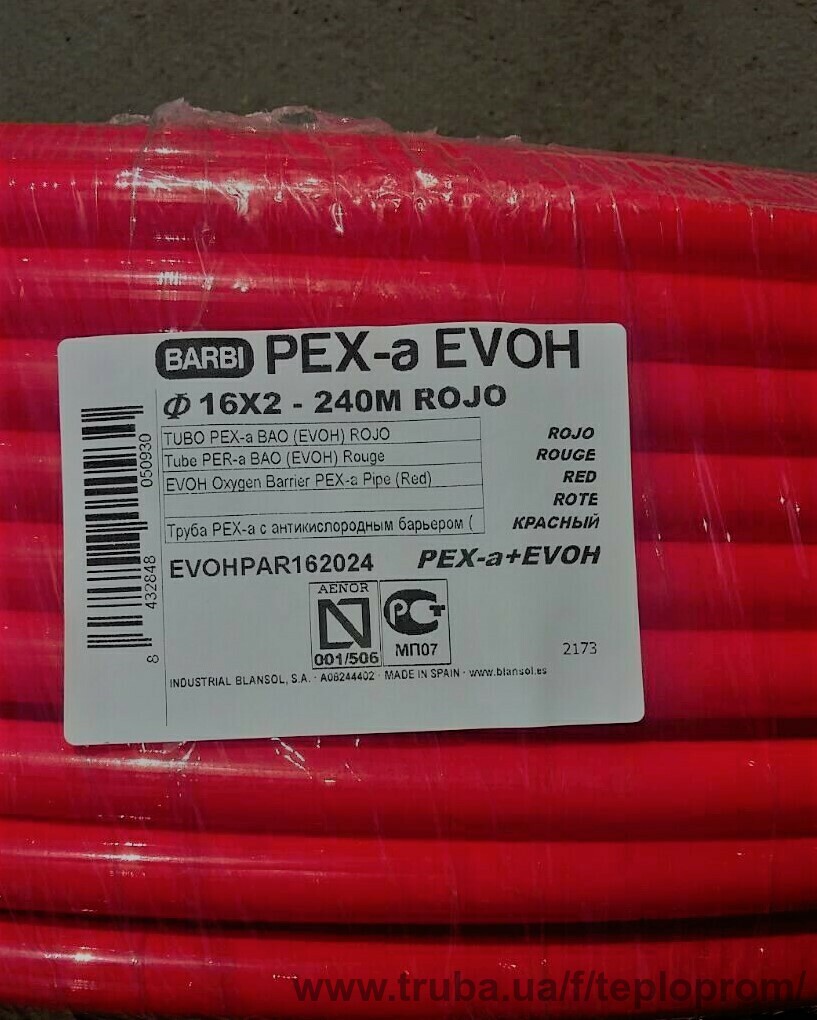 BARBI PEX-a EVOH
Φ 16X2 - 240M ROJO
TUBO PEX-a BAO (EVOH) ROJO
Tube PER-a BAO (EVOH) Rouge
EVOH Oxygen Barrier PEX-a Pipe (Red)
Труба PEX-a с антикислородным барьером (
ROJO
ROUGE
RED
ROTE
КРАСНЫЙ
EVOHPAR162024 PEX-a+EVOH
8 432848 050930
AENOR
N
001/506
РСТ
МП07
2173
INDUSTRIAL BLANSOL, S.A. · A08244402 · MADE IN SPAIN · www.blansol.es
www.truba.ua/f/teploprom/